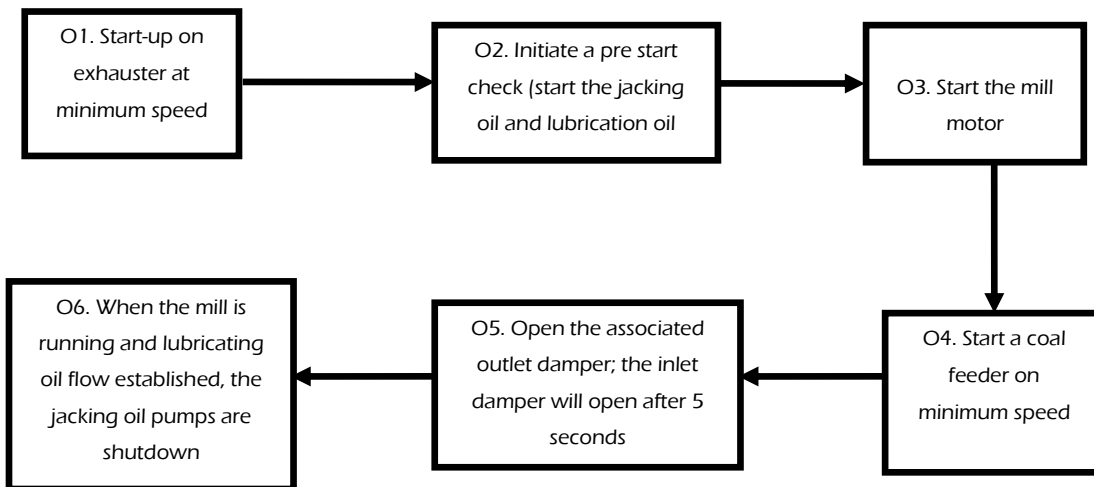 O1. Start-up on
exhauster at
minimum speed
O2. Initiate a pre start
check (start the jacking
oil and lubrication oil
O3. Start the mill
motor
O4. Start a coal
feeder on
minimum speed
O5. Open the associated
outlet damper; the inlet
damper will open after 5
seconds
O6. When the mill is
running and lubricating
oil flow established, the
jacking oil pumps are
shutdown